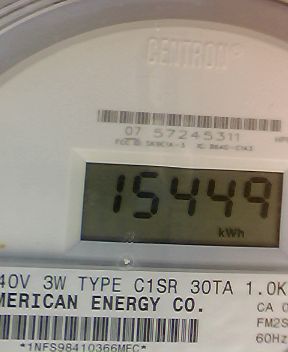 CENTRON®
07 57245311
15449
kWh
40V 3W TYPE C1SR 30TA 1.0K
MERICAN ENERGY CO.
CA 0
FM2S
60Hz
*1NFS98410366MEC*